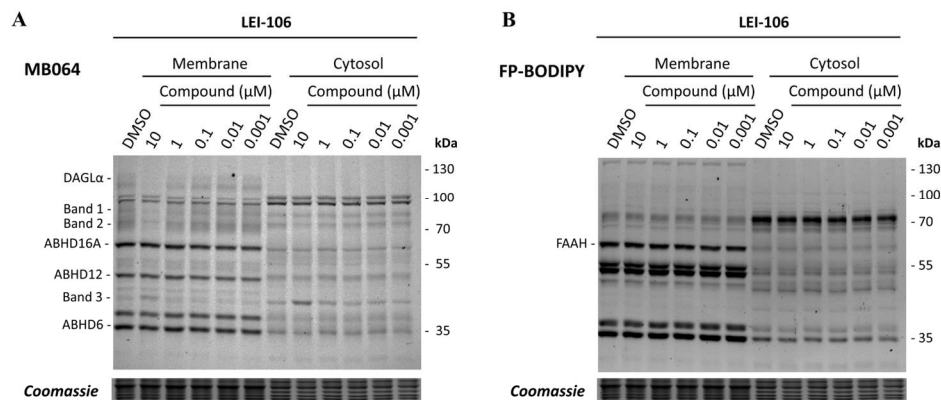 A
LEI-106
MB064
Membrane
Cytosol
Compound (μM)
Compound (μM)
DMSO
10
1
0.1
0.01
0.001
DMSO
10
1
0.1
0.01
0.001
kDa
DAGLα -
Band 1 -
Band 2 -
ABHD16A -
ABHD12 -
Band 3 -
ABHD6 -
- 130
- 100
- 70
- 55
- 35
Coomassie
B
LEI-106
FP-BODIPY
Membrane
Cytosol
Compound (μM)
Compound (μM)
DMSO
10
1
0.1
0.01
0.001
DMSO
10
1
0.1
0.01
0.001
kDa
FAAH -
- 130
- 100
- 70
- 55
- 35
Coomassie